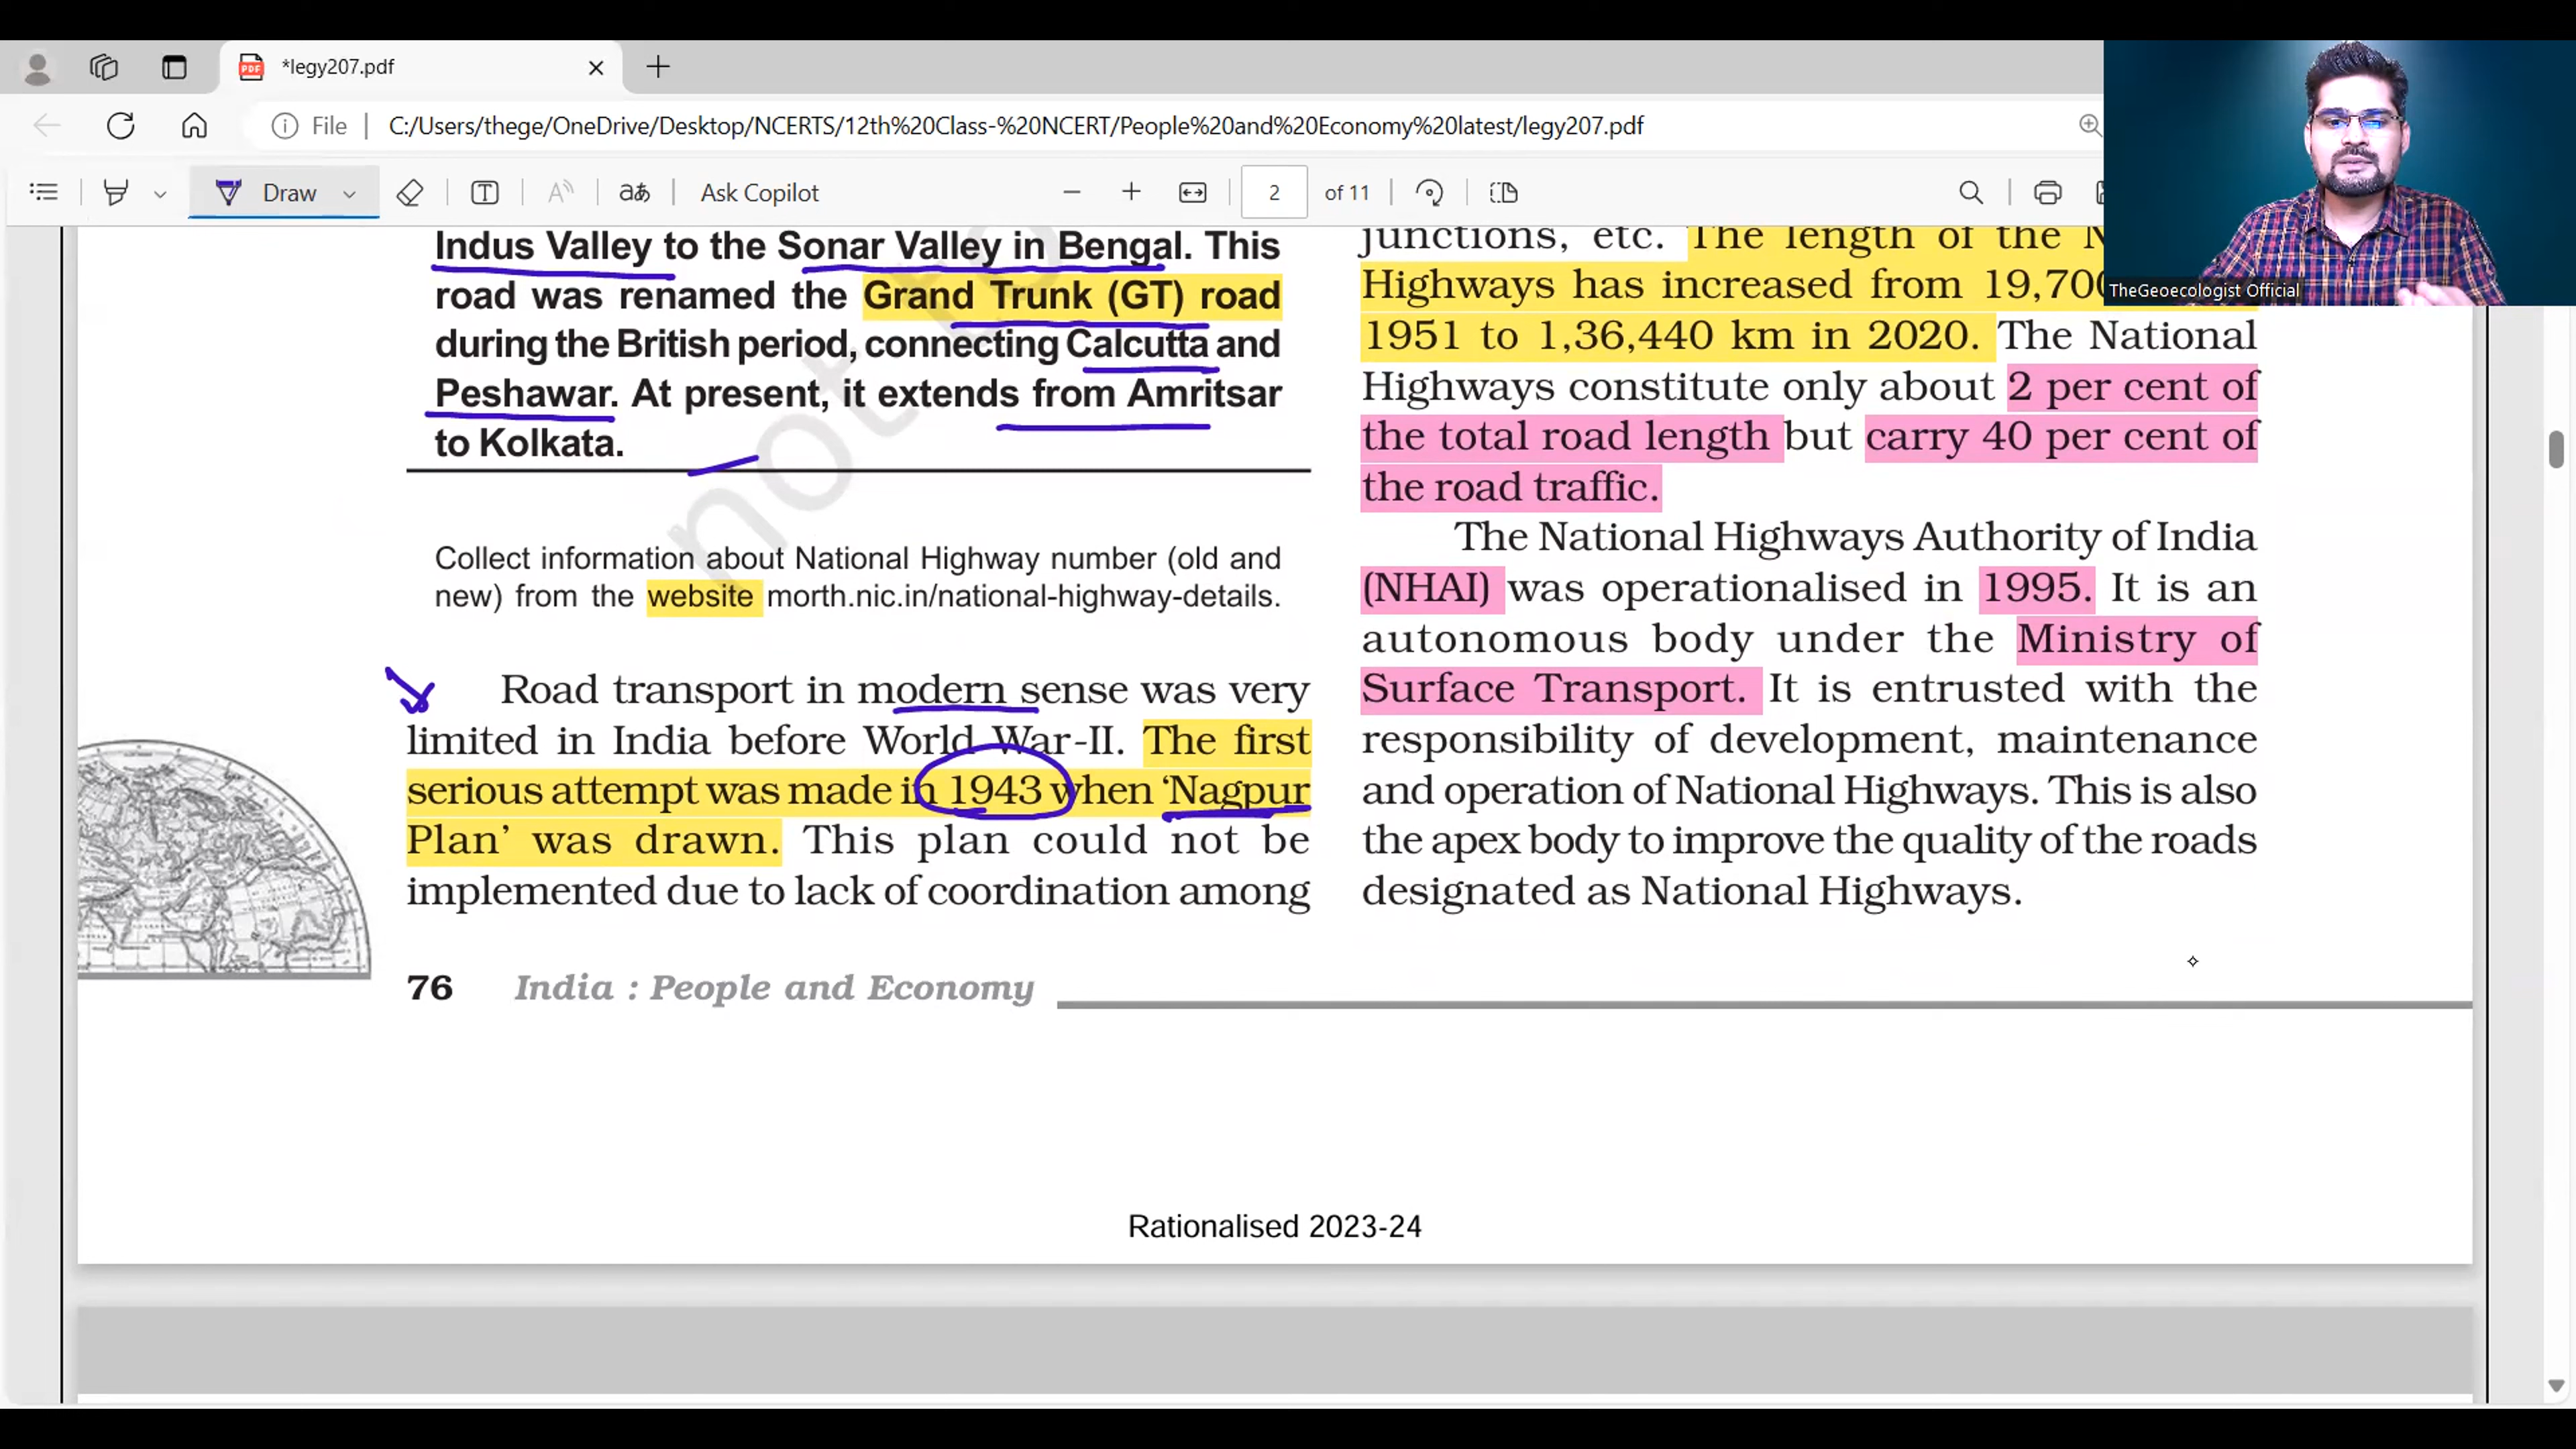 *legy207.pdf
File
C:/Users/thege/OneDrive/Desktop/NCERTS/12th%20Class-%20NCERT/People%20and%20Economy%20latest/legy207.pdf
Draw
Ask Copilot
2 of 11
TheGeoecologist Official
Indus Valley to the Sonar Valley in Bengal. This
road was renamed the Grand Trunk (GT) road
during the British period, connecting Calcutta and
Peshawar. At present, it extends from Amritsar
to Kolkata.
Collect information about National Highway number (old and
new) from the website morth.nic.in/national-highway-details.
Road transport in modern sense was very
limited in India before World War-II. The first
serious attempt was made in 1943 when ‘Nagpur
Plan’ was drawn. This plan could not be
implemented due to lack of coordination among
junctions, etc. The length of the
Highways has increased from 19,700
1951 to 1,36,440 km in 2020. The National
Highways constitute only about 2 per cent of
the total road length but carry 40 per cent of
the road traffic.
The National Highways Authority of India
(NHAI) was operationalised in 1995. It is an
autonomous body under the Ministry of
Surface Transport. It is entrusted with the
responsibility of development, maintenance
and operation of National Highways. This is also
the apex body to improve the quality of the roads
designated as National Highways.
not
76 India : People and Economy
Rationalised 2023-24